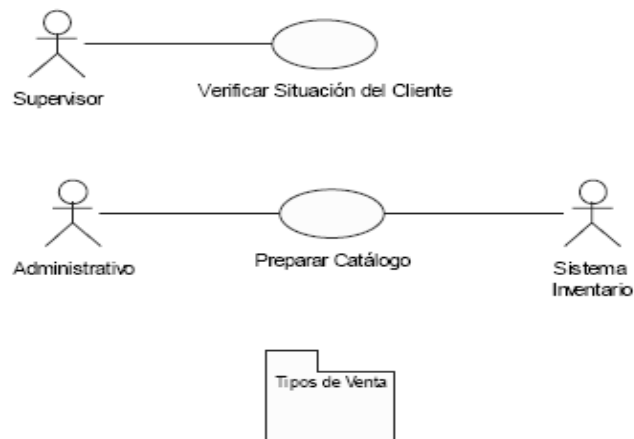 Supervisor
Verificar Situación del Cliente
Administrativo
Preparar Catálogo
Sistema
Inventario
Tipos de Venta